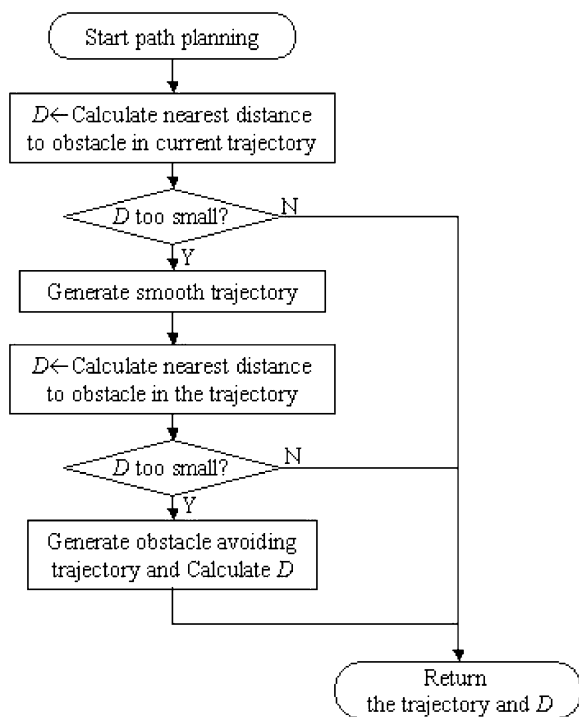 Start path planning
D←Calculate nearest distance
to obstacle in current trajectory
D too small?
N
Y
Generate smooth trajectory
D←Calculate nearest distance
to obstacle in the trajectory
D too small?
N
Y
Generate obstacle avoiding
trajectory and Calculate D
Return
the trajectory and D